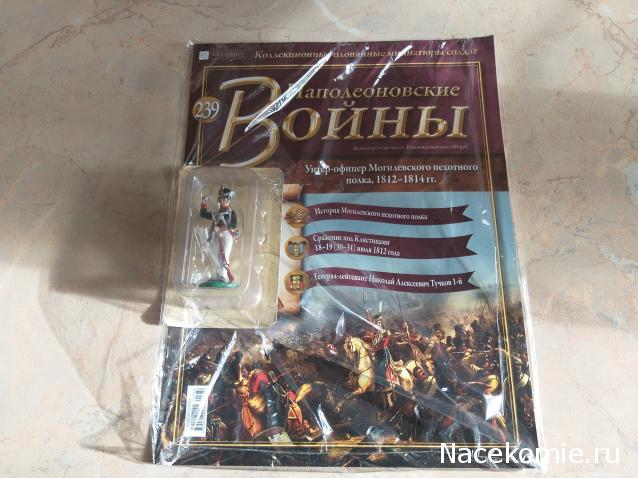 Коллекционные оловянные миниатюры солдат
239
Наполеоновские
Войны
Унтер-офицер Могилевского пехотного
полка, 1812–1814 гг.
История Могилевского пехотного полка
Сражение под Клястицами
18–19 (30–31) июля 1812 года
Генерал-лейтенант Николай Алексеевич Тучков 1-й
Nacekomie.ru